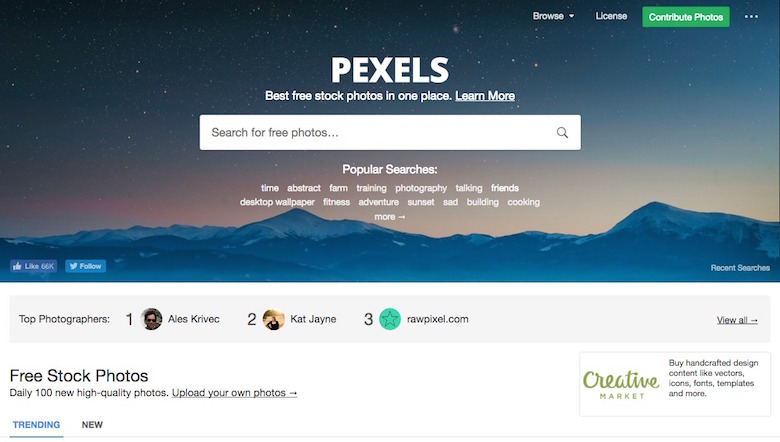 Browse License Contribute Photos
PEXELS
Best free stock photos in one place. Learn More
Search for free photos...
Popular Searches:
time abstract farm training photography talking friends
desktop wallpaper fitness adventure sunset sad building cooking
more →
Like 66K Follow
Recent Searches
Top Photographers: 1 Ales Krivec 2 Kat Jayne 3 rawpixel.com View all →
Free Stock Photos
Daily 100 new high-quality photos. Upload your own photos →
Creative
MARKET
Buy handcrafted design
content like vectors,
icons, fonts, templates
and more.
TRENDING NEW